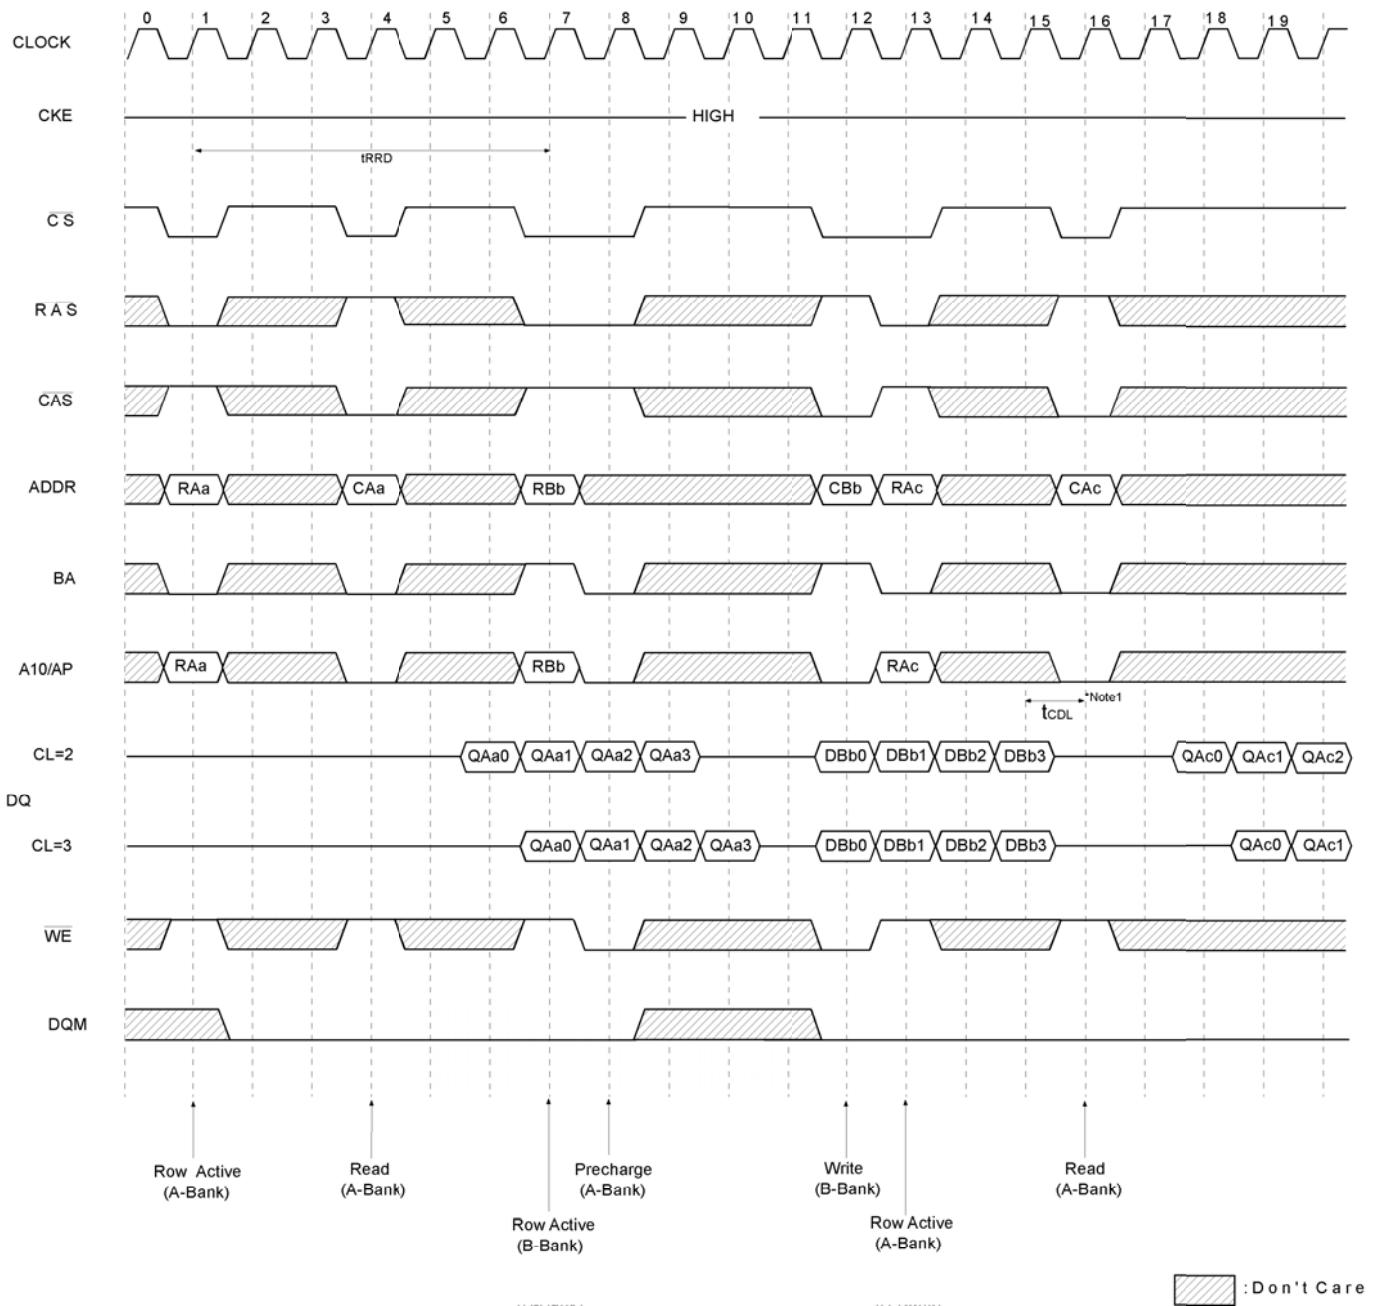 0 1 2 3 4 5 6 7 8 9 10 11 12 13 14 15 16 17 18 19
CLOCK
CKE
HIGH
tRRD
CS
RAS
CAS
ADDR
RAa CAa RBb CBb RAc CAc
BA
A10/AP
RAa RBb RAc
tCDL *Note1
CL=2
QAa0 QAa1 QAa2 QAa3 DBb0 DBb1 DBb2 DBb3 QAc0 QAc1 QAc2
DQ
CL=3
QAa0 QAa1 QAa2 QAa3 DBb0 DBb1 DBb2 DBb3 QAc0 QAc1
WE
DQM
Row Active
(A-Bank)
Read
(A-Bank)
Row Active
(B-Bank)
Precharge
(A-Bank)
Write
(B-Bank)
Row Active
(A-Bank)
Read
(A-Bank)
:Don't Care